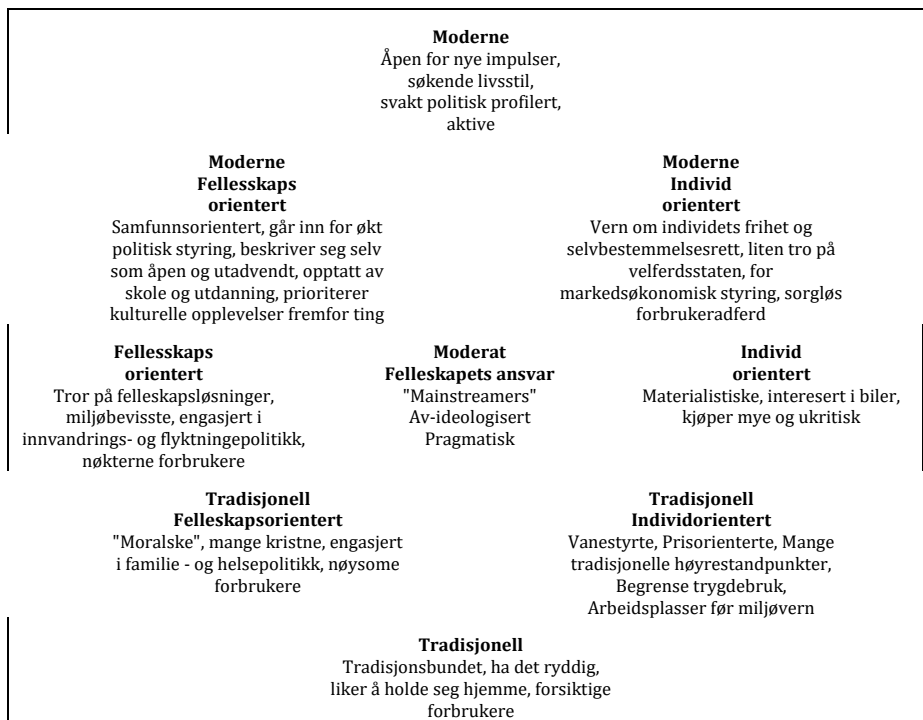 Moderne
Åpen for nye impulser,
søkende livsstil,
svakt politisk profilert,
aktive
Moderne
Fellesskaps
orientert
Samfunnsorientert, går inn for økt
politisk styring, beskriver seg selv
som åpen og utadvendt, opptatt av
skole og utdanning, prioriterer
kulturelle opplevelser fremfor ting
Moderne
Individ
orientert
Vern om individets frihet og
selvbestemmelsesrett, liten tro på
velferdsstaten, for
markedsøkonomisk styring, sorgløs
forbrukeradferd
Fellesskaps
orientert
Tror på felleskapsløsninger,
miljøbevisste, engasjert i
innvandrings- og flyktningepolitikk,
nøkterne forbrukere
Moderat
Felleskapets ansvar
"Mainstreamers"
Av-ideologisert
Pragmatisk
Individ
orientert
Materialistiske, interesert i biler,
kjøper mye og ukritisk
Tradisjonell
Felleskapsorientert
"Moralske", mange kristne, engasjert
i familie - og helsepolitikk, nøysome
forbrukere
Tradisjonell
Individorientert
Vanestyrte, Prisorienterte, Mange
tradisjonelle høyrestandpunkter,
Begrense trygdebruk,
Arbeidsplasser før miljøvern
Tradisjonell
Tradisjonsbundet, ha det ryddig,
liker å holde seg hjemme, forsiktige
forbrukere